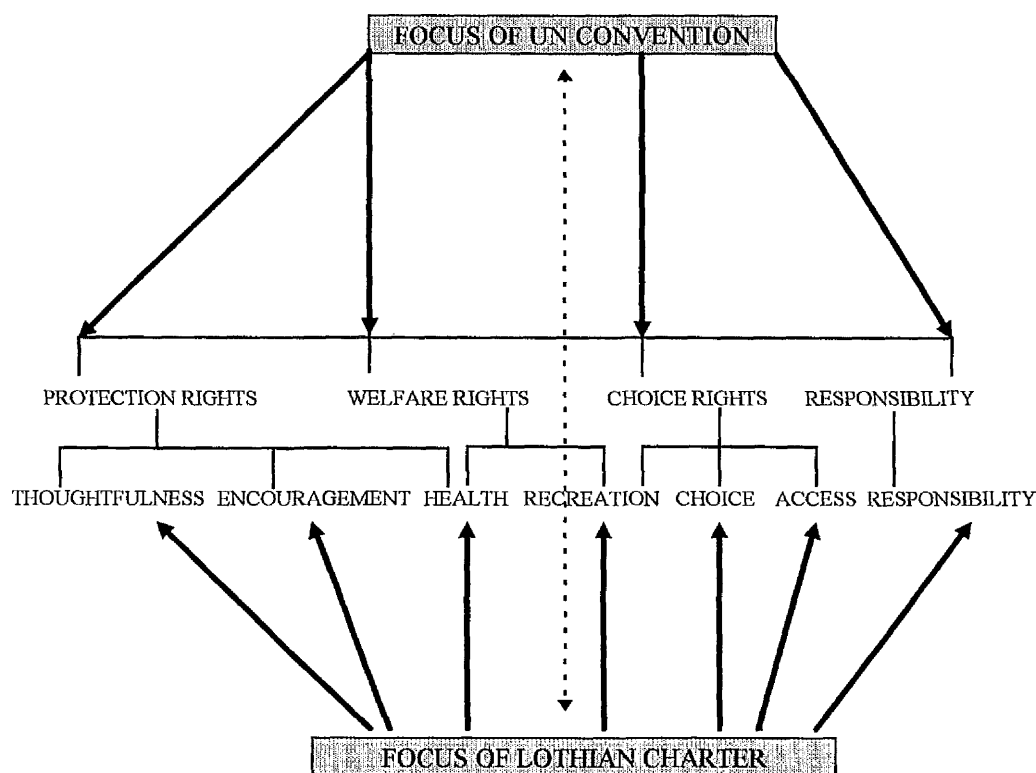 FOCUS OF UN CONVENTION
PROTECTION RIGHTS WELFARE RIGHTS CHOICE RIGHTS RESPONSIBILITY
THOUGHTFULNESS ENCOURAGEMENT HEALTH RECREATION CHOICE ACCESS RESPONSIBILITY
FOCUS OF LOTHIAN CHARTER